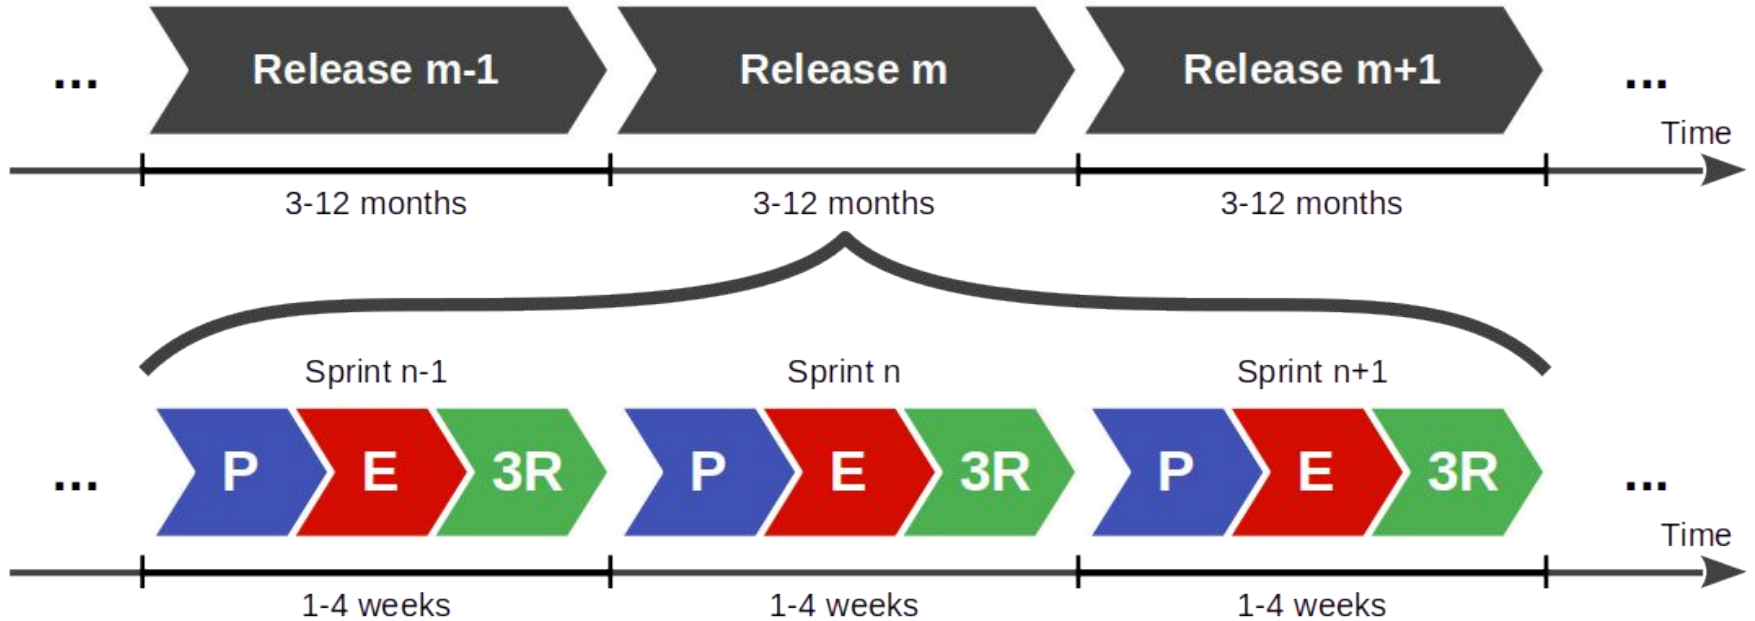 ... Release m-1 Release m Release m+1 ...
Time
3-12 months 3-12 months 3-12 months
Sprint n-1 Sprint n Sprint n+1
... P E 3R P E 3R P E 3R ...
Time
1-4 weeks 1-4 weeks 1-4 weeks